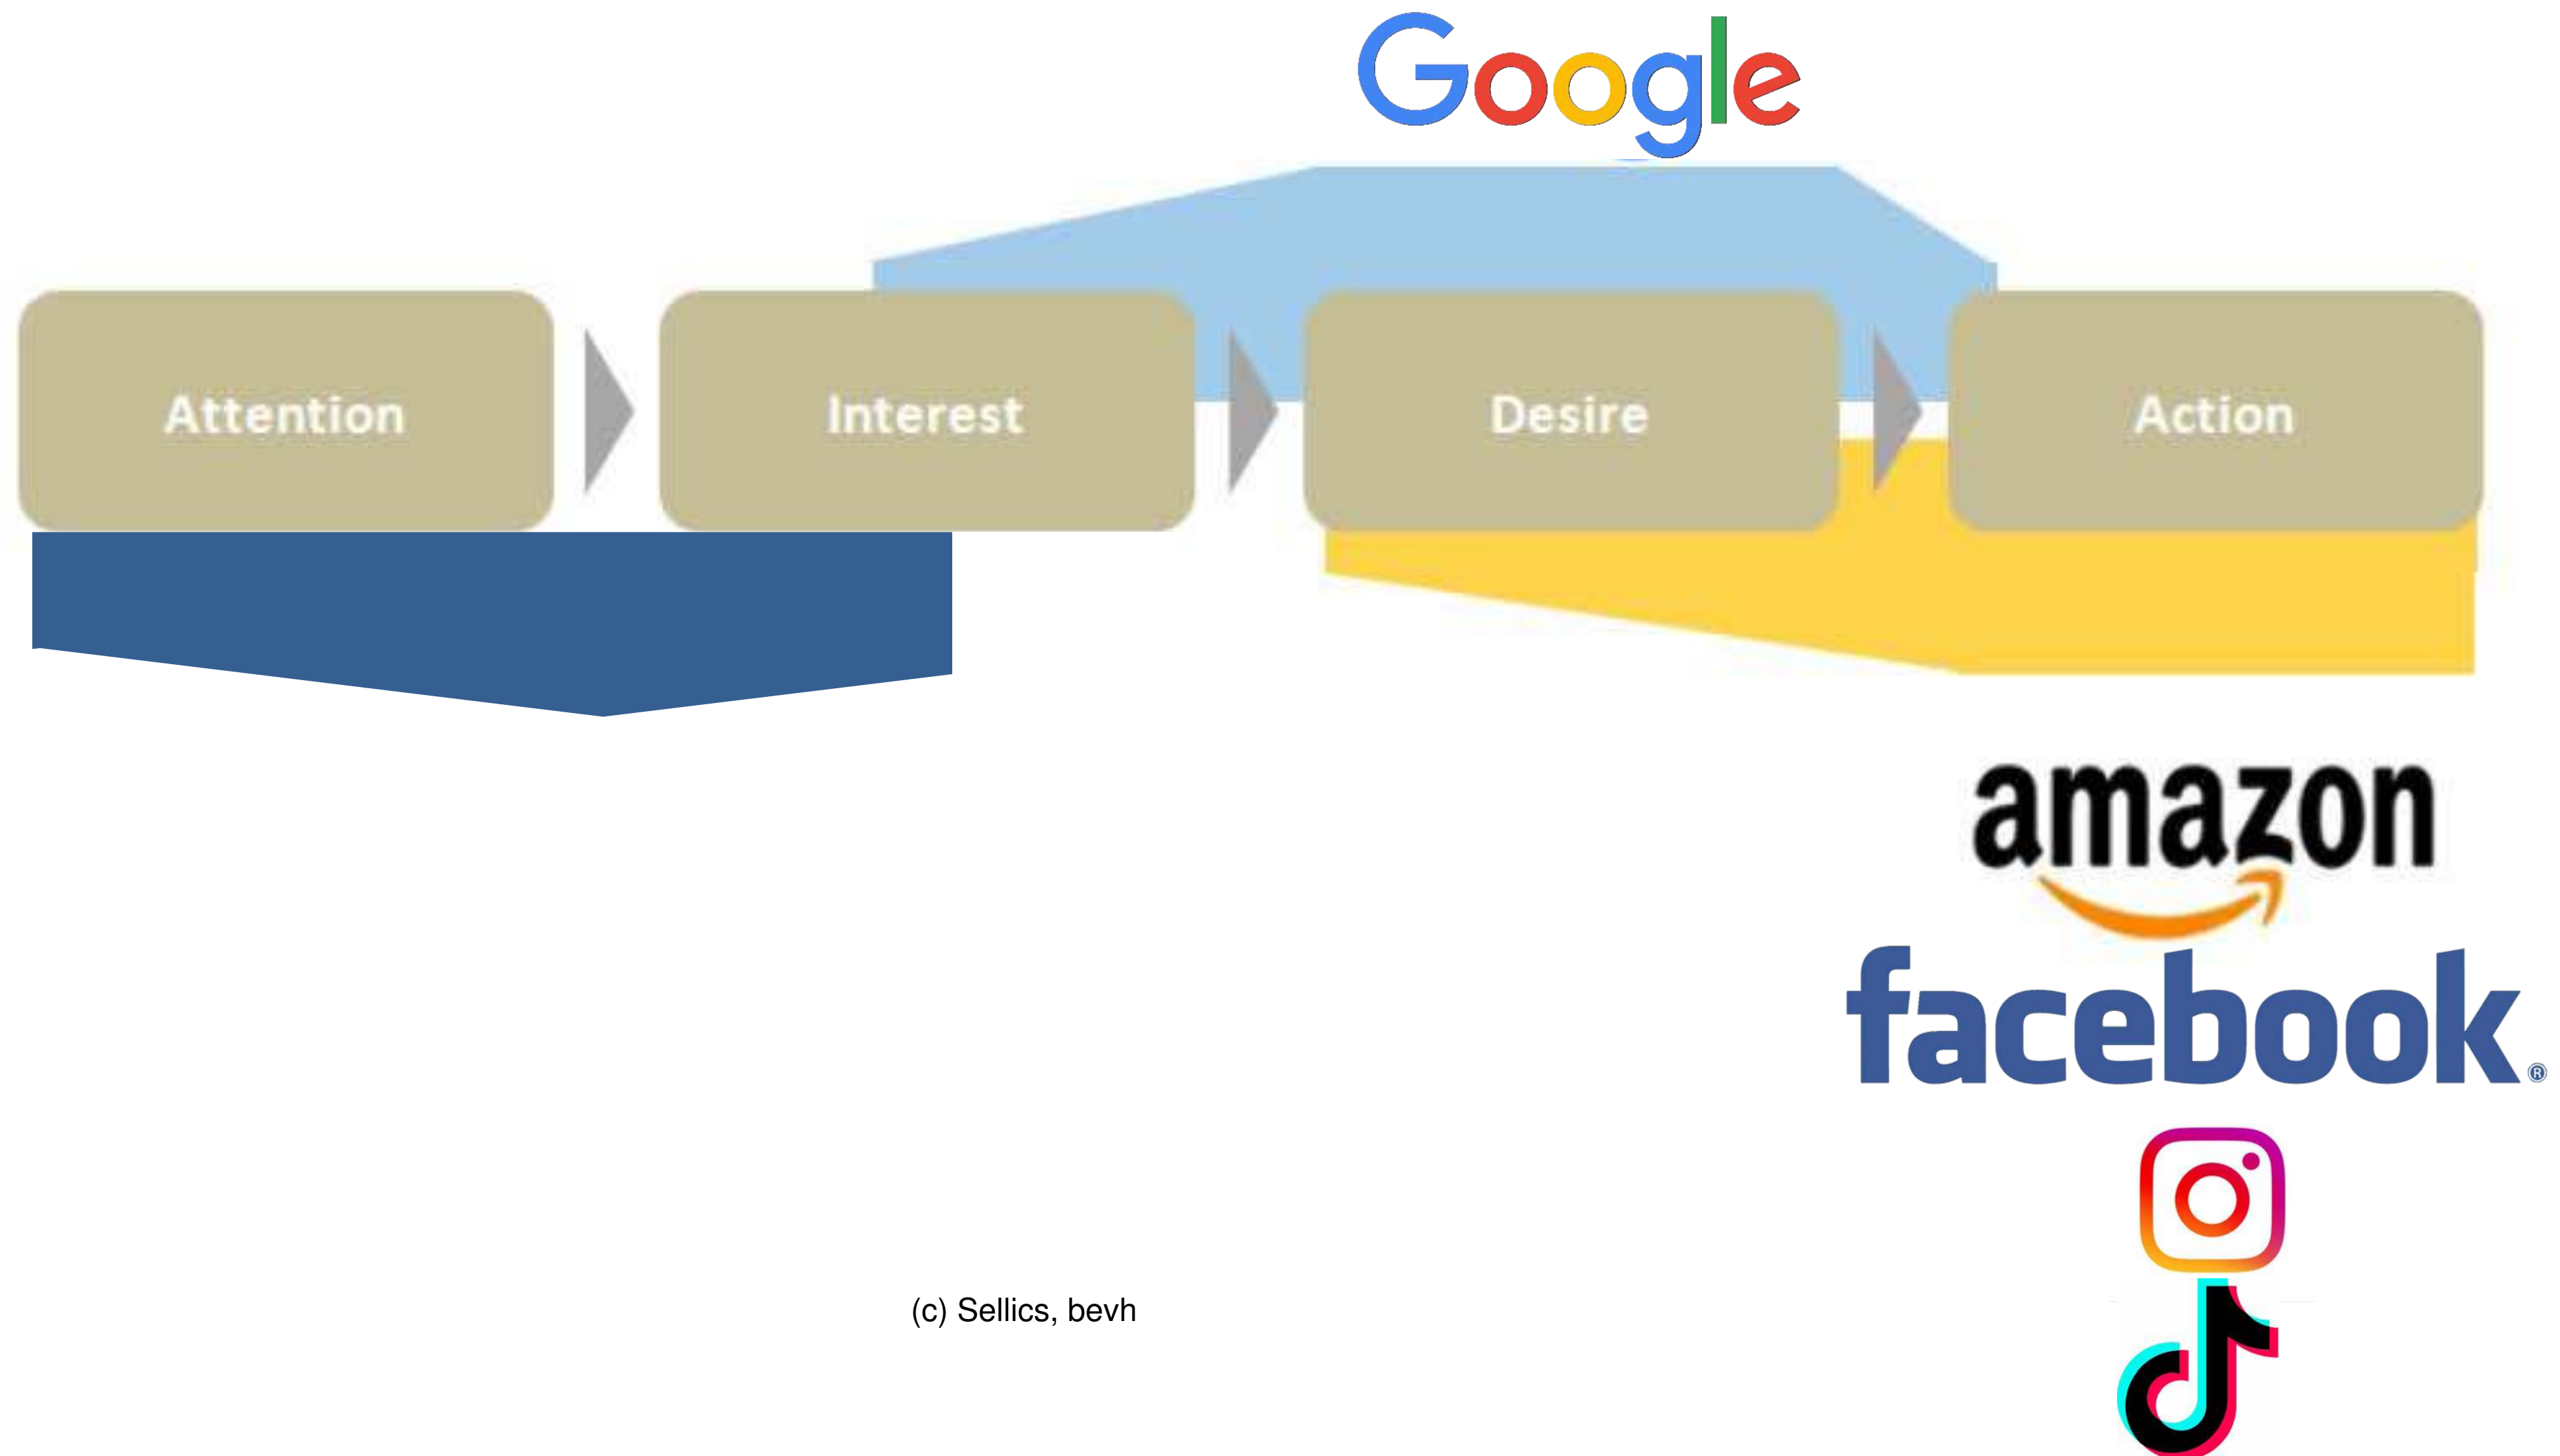 Google
Attention
Interest
Desire
Action
amazon
facebook®
(c) Sellics, bevh